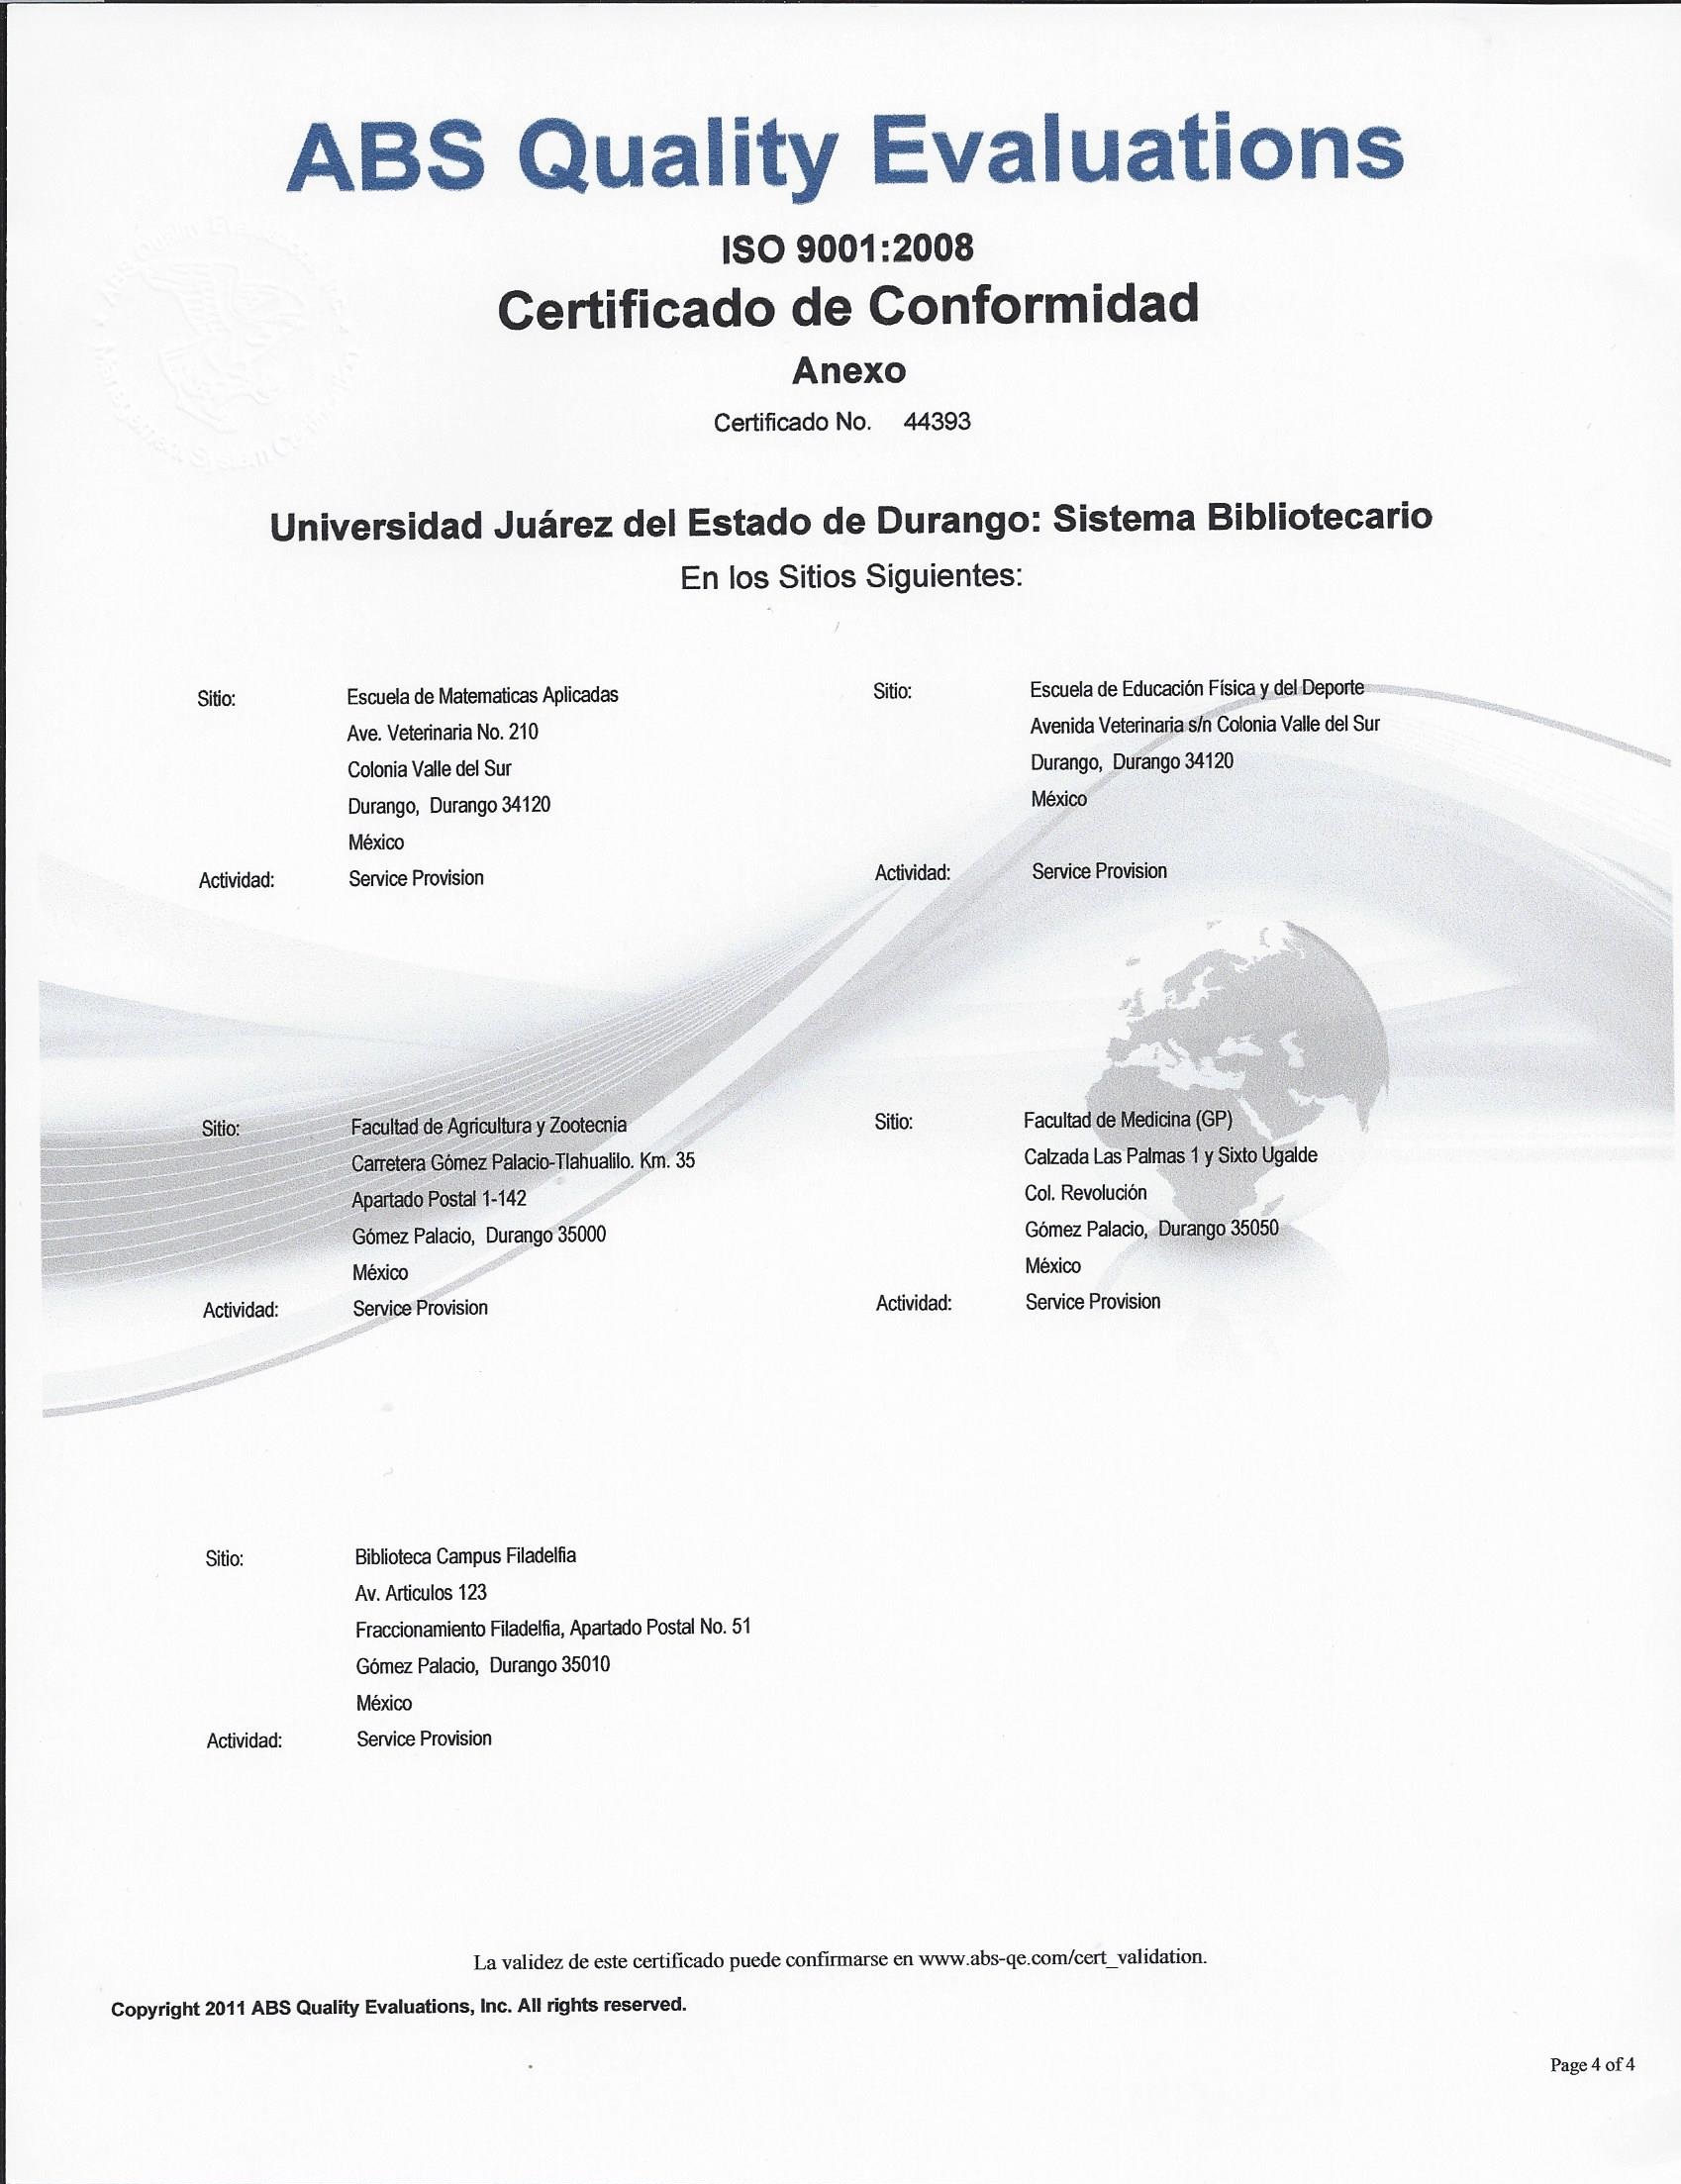 ABS Quality Evaluations
ISO 9001:2008
Certificado de Conformidad
Anexo
Certificado No. 44393
Universidad Juárez del Estado de Durango: Sistema Bibliotecario
En los Sitios Siguientes:
Sitio: Escuela de Matematicas Aplicadas
Ave. Veterinaria No. 210
Colonia Valle del Sur
Durango, Durango 34120
México
Actividad: Service Provision
Sitio: Escuela de Educación Física y del Deporte
Avenida Veterinaria s/n Colonia Valle del Sur
Durango, Durango 34120
México
Actividad: Service Provision
Sitio: Facultad de Agricultura y Zootecnia
Carretera Gómez Palacio-Tlahualilo. Km. 35
Apartado Postal 1-142
Gómez Palacio, Durango 35000
México
Actividad: Service Provision
Sitio: Facultad de Medicina (GP)
Calzada Las Palmas 1 y Sixto Ugalde
Col. Revolución
Gómez Palacio, Durango 35050
México
Actividad: Service Provision
Sitio: Biblioteca Campus Filadelfia
Av. Articulos 123
Fraccionamiento Filadelfia, Apartado Postal No. 51
Gómez Palacio, Durango 35010
México
Actividad: Service Provision
La validez de este certificado puede confirmarse en www.abs-qe.com/cert_validation.
Copyright 2011 ABS Quality Evaluations, Inc. All rights reserved.
Page 4 of 4